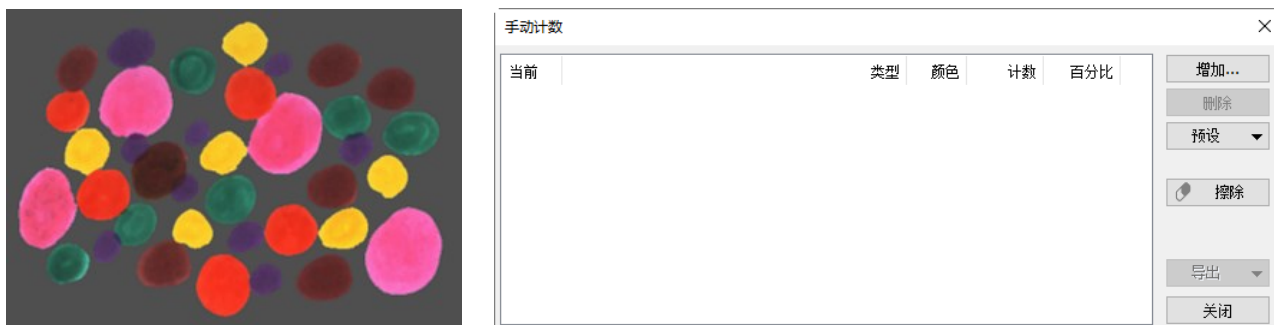 手动计数
当前 类型 颜色 计数 百分比
增加...
删除
预设
擦除
导出
关闭